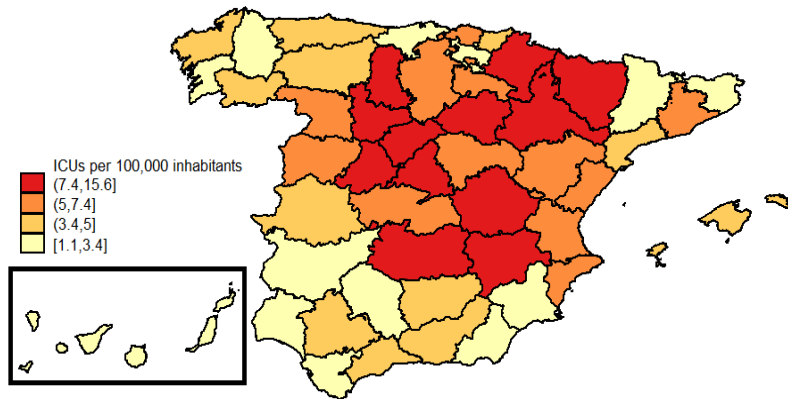 ICUs per 100,000 inhabitants
(7.4,15.6]
(5,7.4]
(3.4,5]
[1.1,3.4]